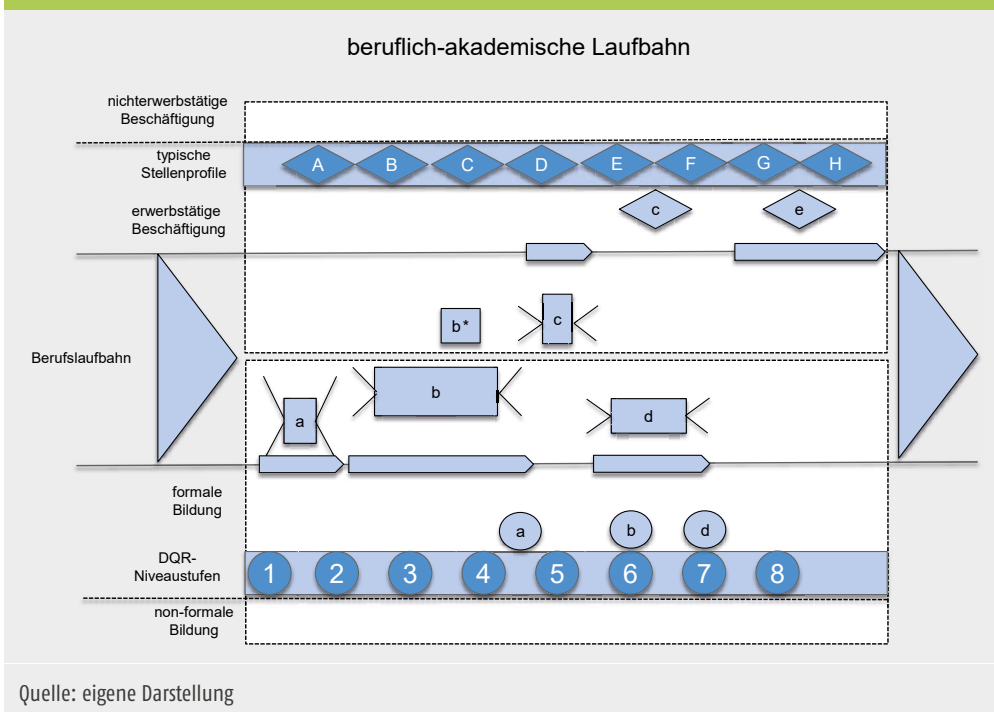 beruflich-akademische Laufbahn
nichterwerbstätige
Beschäftigung
typische
Stellenprofile
A B C D E F G H
erwerbstätige
Beschäftigung
c e
b* c
Berufslaufbahn
b
a d
formale
Bildung
a b d
DQR-
Niveaustufen
1 2 3 4 5 6 7 8
non-formale
Bildung
Quelle: eigene Darstellung